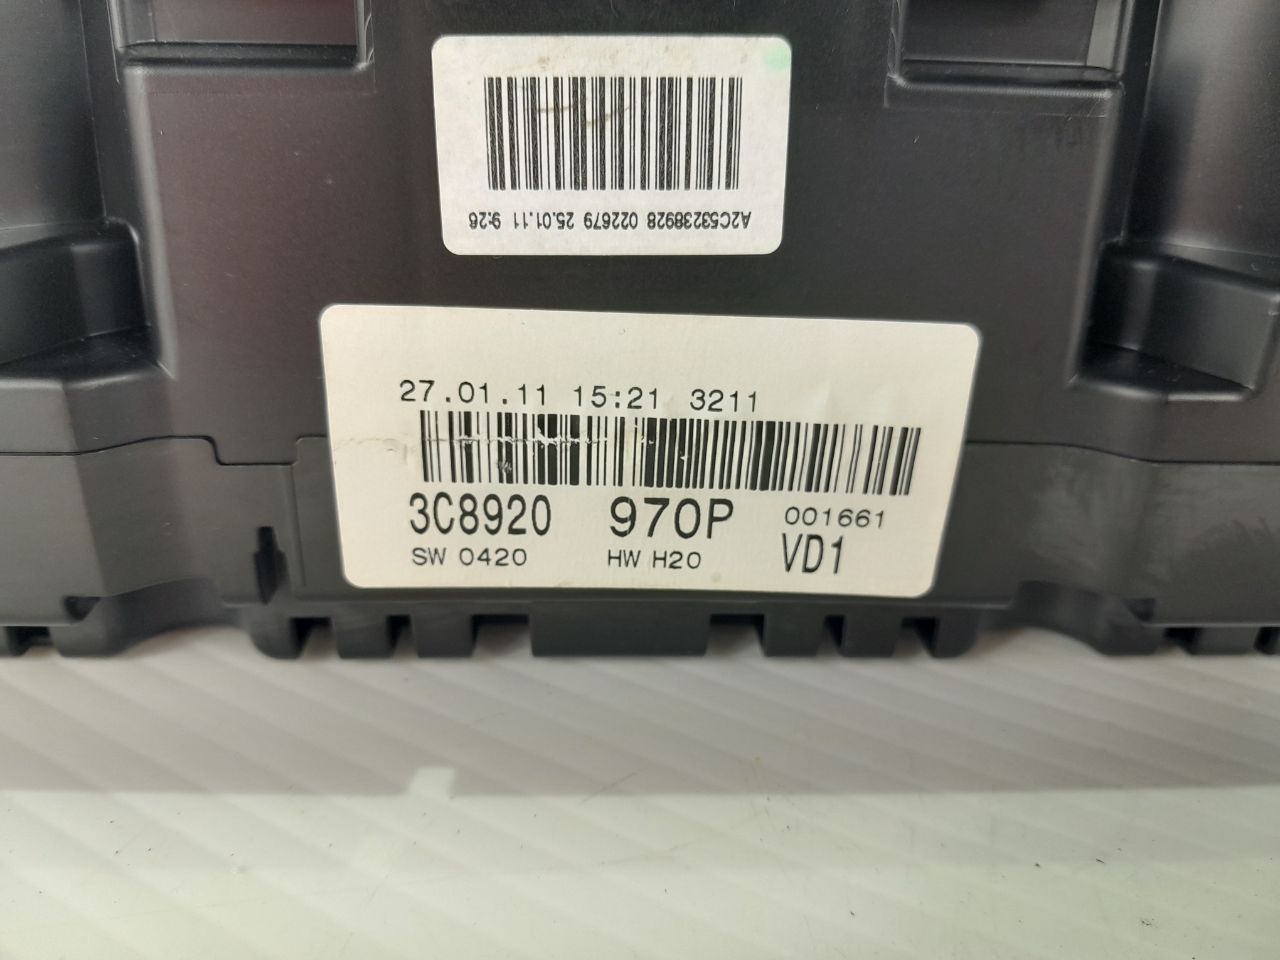 A2C53238928 022679 25.01.11 9:26
27.01.11 15:21 3211
3C8920 970P 001661
SW 0420 HW H20 VD1